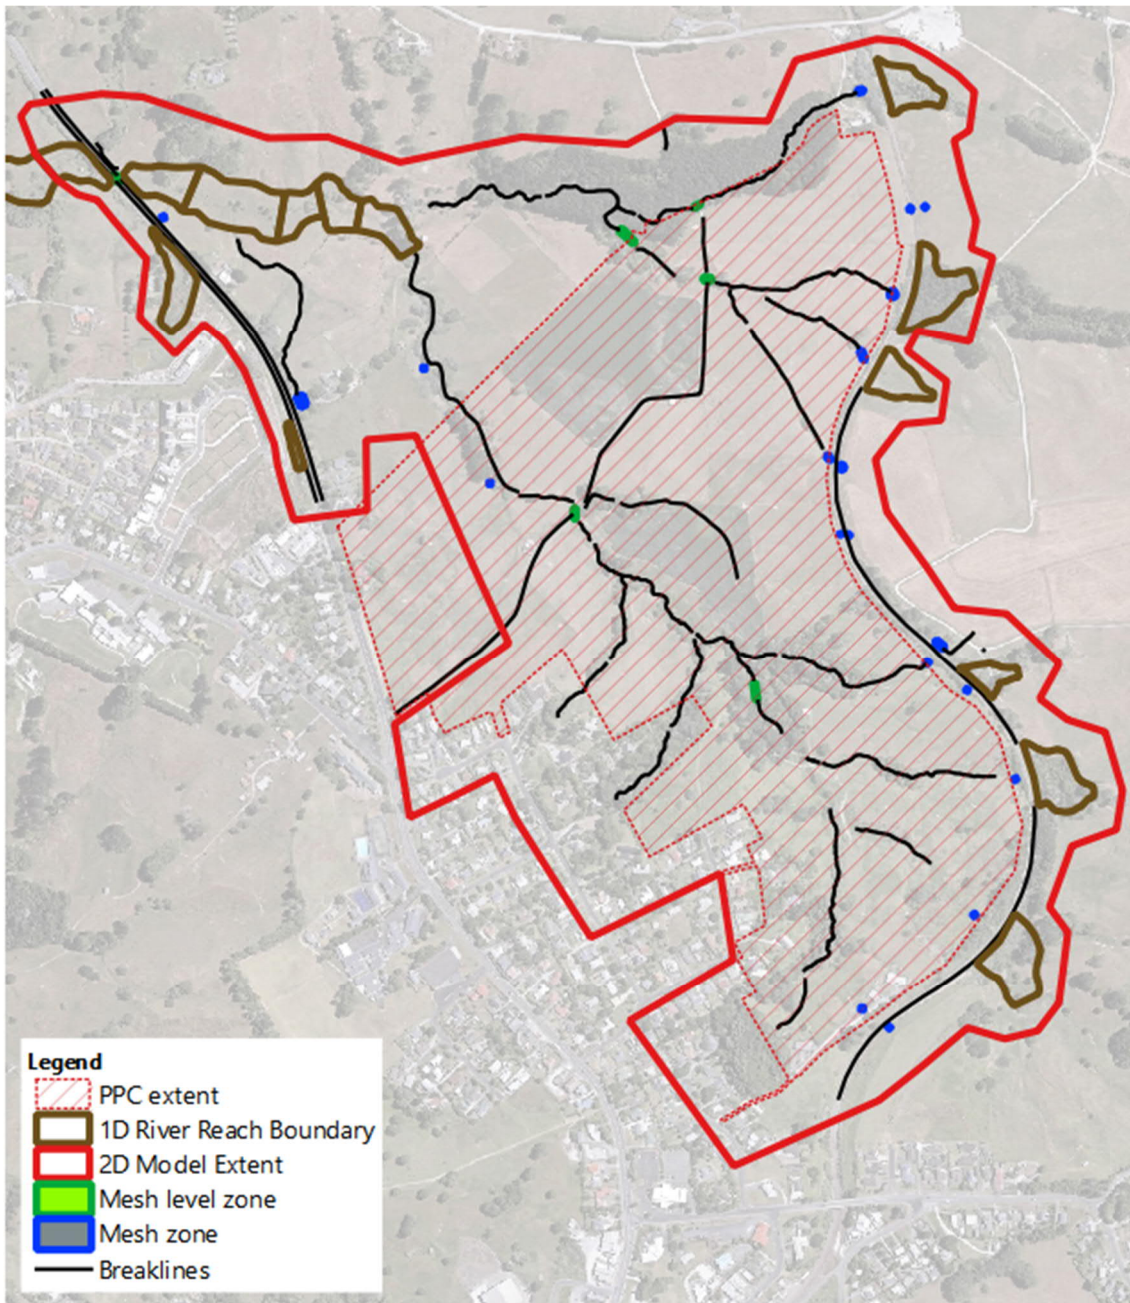 Legend
PPC extent
1D River Reach Boundary
2D Model Extent
Mesh level zone
Mesh zone
Breaklines